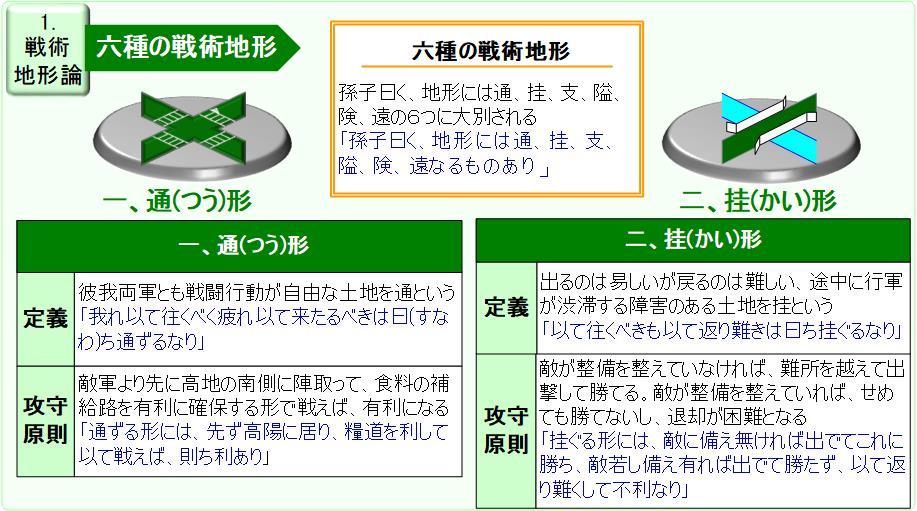 1.
戦術
地形論
六種の戦術地形
六種の戦術地形
孫子曰く、地形には通、挂、支、隘、
険、遠の6つに大別される
「孫子曰く、地形には通、挂、支、
隘、険、遠なるものあり」
一、通(つう)形
二、挂(かい)形
一、通(つう)形
定義
彼我両軍とも戦闘行動が自由な土地を通という
「我れ以て往くべく疲れ以て来たるべきは曰(すな
わ)ち通ずるなり」
攻守
原則
敵軍より先に高地の南側に陣取って、食料の補
給路を有利に確保する形で戦えば、有利になる
「通ずる形には、先ず高陽に居り、糧道を利して
以て戦えば、則ち利あり」
二、挂(かい)形
定義
出るのは易しいが戻るのは難しい、途中に行軍
が渋滞する障害のある土地を挂という
「以て往くべきも以て返り難きは曰ち挂ぐるなり」
攻守
原則
敵が整備を整えていなければ、難所を越えて出
撃して勝てる。敵が整備を整えていれば、せめ
ても勝てないし、退却が困難となる
「挂ぐる形には、敵に備え無ければ出でてこれに
勝ち、敵若し備え有れば出でて勝たず、以て返
り難くして不利なり」